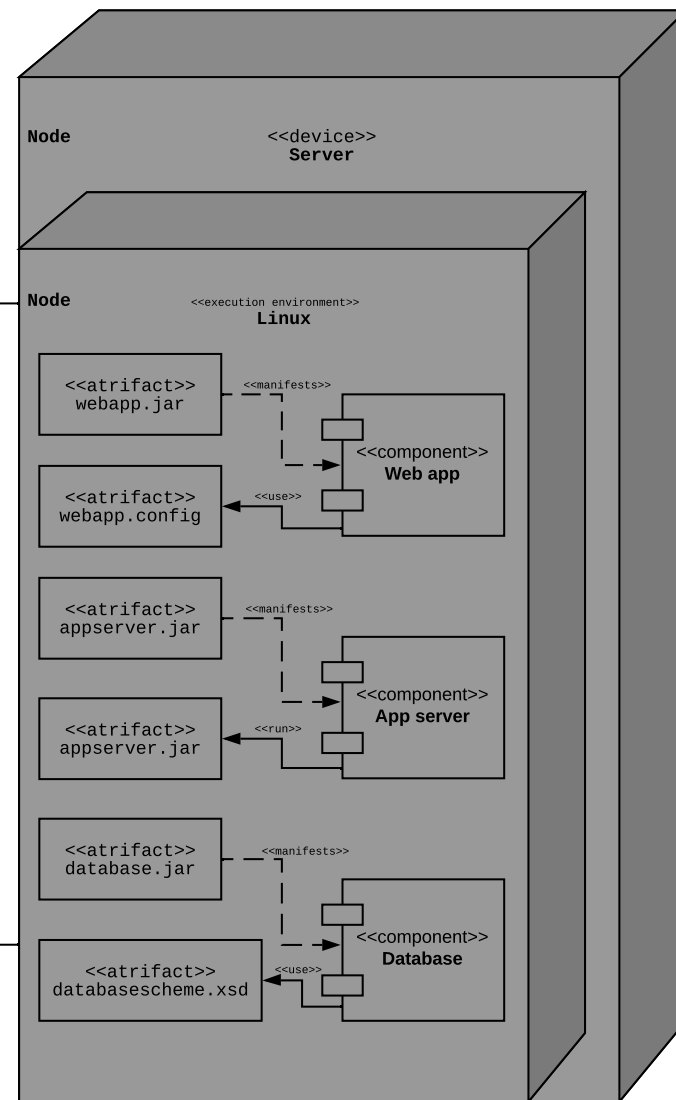 Node
<<device>>
Server
Node
<<execution environment>>
Linux
<<atrifact>>
webapp.jar
<<manifests>>
<<component>>
Web app
<<atrifact>>
webapp.config
<<use>>
<<atrifact>>
appserver.jar
<<manifests>>
<<component>>
App server
<<atrifact>>
appserver.jar
<<run>>
<<atrifact>>
database.jar
<<manifests>>
<<component>>
Database
<<atrifact>>
databasescheme.xsd
<<use>>